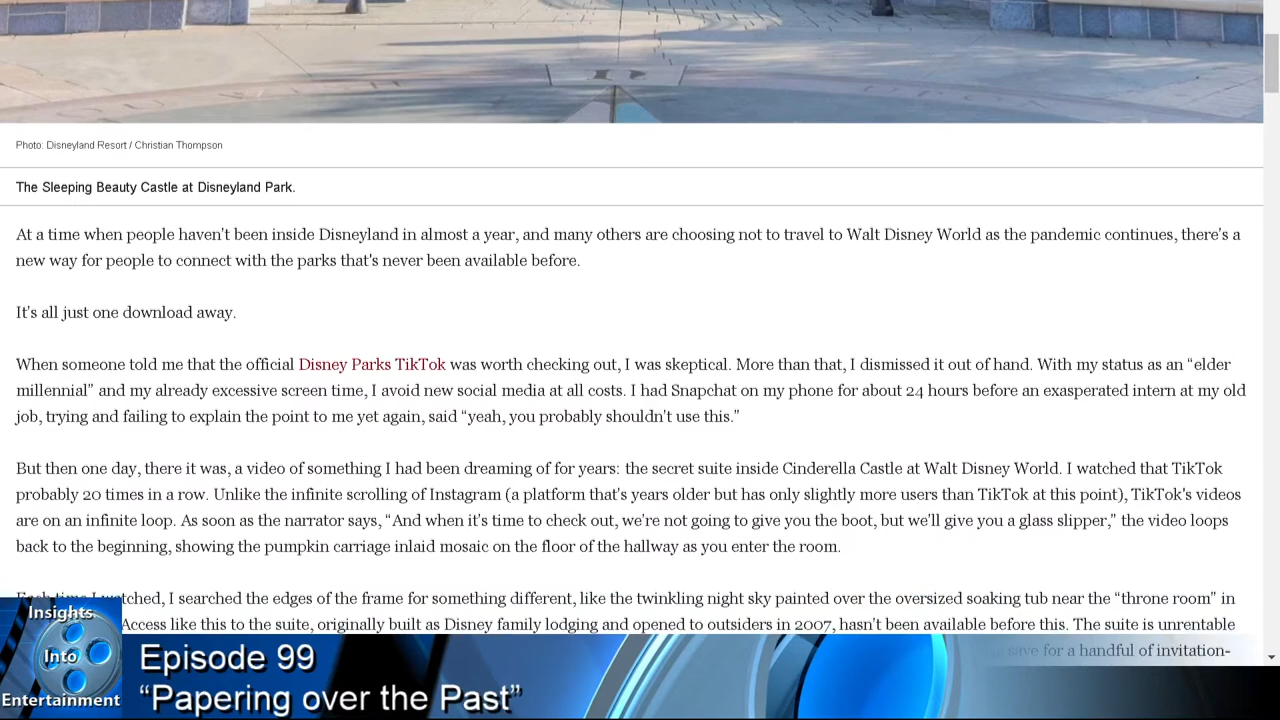 Photo: Disneyland Resort / Christian Thompson
The Sleeping Beauty Castle at Disneyland Park.
At a time when people haven't been inside Disneyland in almost a year, and many others are choosing not to travel to Walt Disney World as the pandemic continues, there's a
new way for people to connect with the parks that's never been available before.
It's all just one download away.
When someone told me that the official Disney Parks TikTok was worth checking out, I was skeptical. More than that, I dismissed it out of hand. With my status as an “elder
millennial” and my already excessive screen time, I avoid new social media at all costs. I had Snapchat on my phone for about 24 hours before an exasperated intern at my old
job, trying and failing to explain the point to me yet again, said “yeah, you probably shouldn't use this.”
But then one day, there it was, a video of something I had been dreaming of for years: the secret suite inside Cinderella Castle at Walt Disney World. I watched that TikTok
probably 20 times in a row. Unlike the infinite scrolling of Instagram (a platform that's years older but has only slightly more users than TikTok at this point), TikTok's videos
are on an infinite loop. As soon as the narrator says, “And when it's time to check out, we're not going to give you the boot, but we'll give you a glass slipper,” the video loops
back to the beginning, showing the pumpkin carriage inlaid mosaic on the floor of the hallway as you enter the room.
Each time I watched, I searched the edges of the frame for something different, like the twinkling night sky painted over the oversized soaking tub near the “throne room” in
Access like this to the suite, originally built as Disney family lodging and opened to outsiders in 2007, hasn't been available before this. The suite is unrentable
save for a handful of invitation-
Insights
Into
Entertainment
Episode 99
“Papering over the Past”